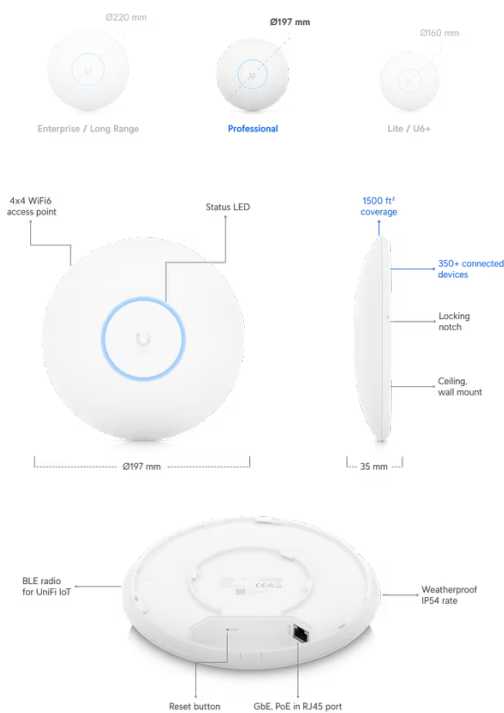 Ø220 mm
Ø197 mm
Ø160 mm
Enterprise / Long Range
Professional
Lite / U6+
4x4 WiFi6
access point
Status LED
1500 ft²
coverage
350+ connected
devices
Locking
notch
Ceiling,
wall mount
Ø197 mm
35 mm
BLE radio
for UniFi IoT
Weatherproof
IP54 rate
Reset button
GbE, PoE in RJ45 port